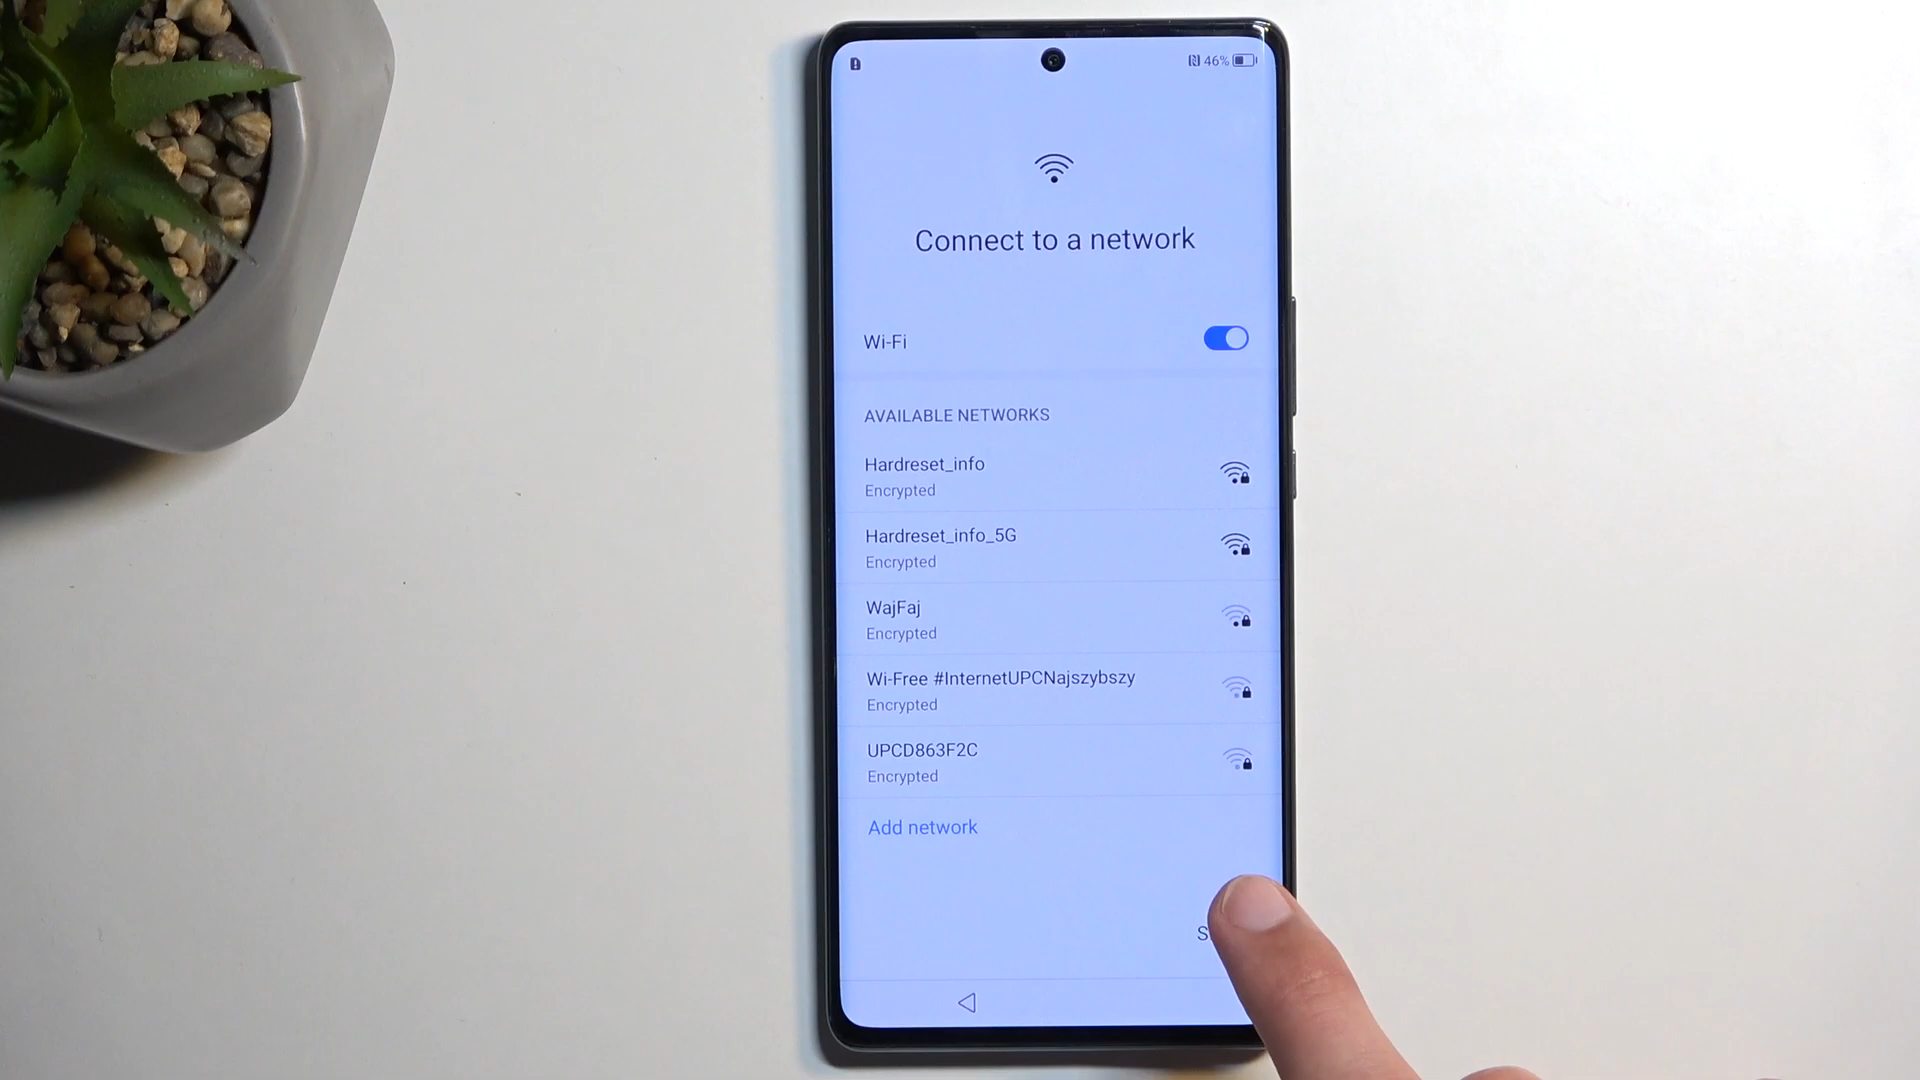 46%
Connect to a network
Wi-Fi
AVAILABLE NETWORKS
Hardreset_info
Encrypted
Hardreset_info_5G
Encrypted
WajFaj
Encrypted
Wi-Free #InternetUPCNajszybszy
Encrypted
UPCD863F2C
Encrypted
Add network